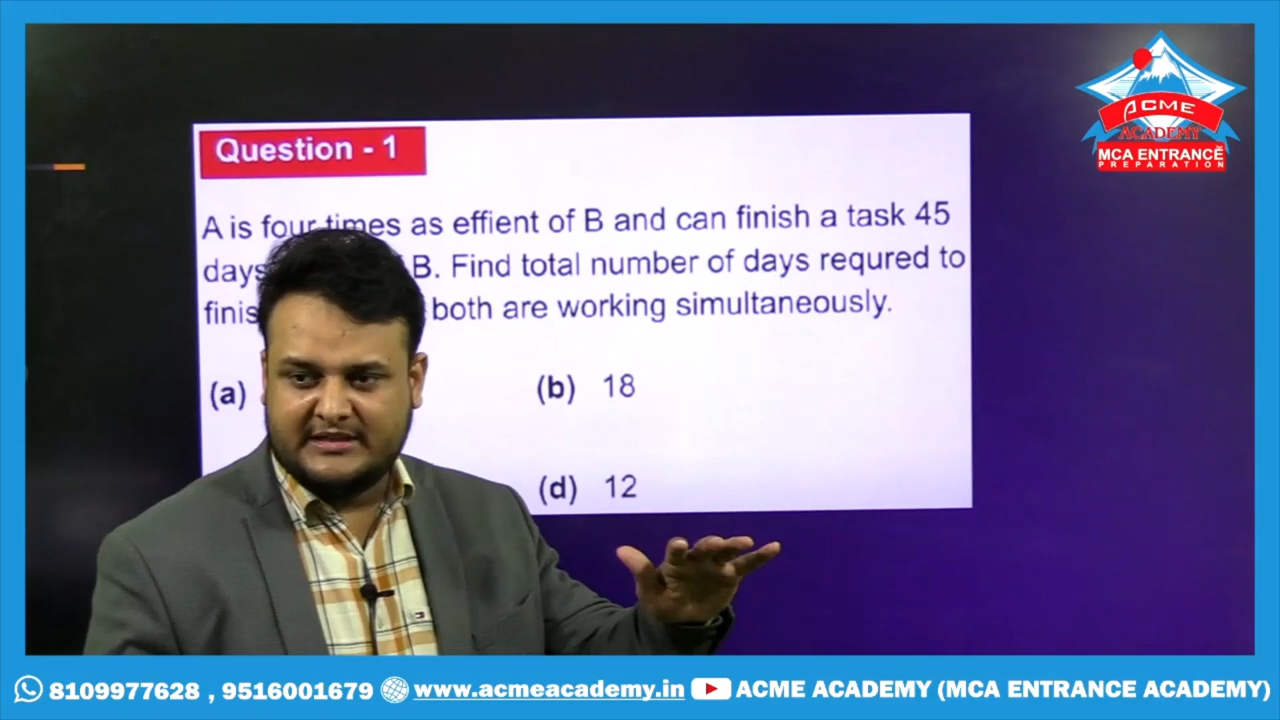 ACME
ACADEMY
MCA ENTRANCE
PREPARATION
Question - 1
A is four times as effient of B and can finish a task 45
days B. Find total number of days requred to
finis both are working simultaneously.
(a)
(b) 18
(d) 12
8109977628 , 9516001679 www.acmeacademy.in ACME ACADEMY (MCA ENTRANCE ACADEMY)